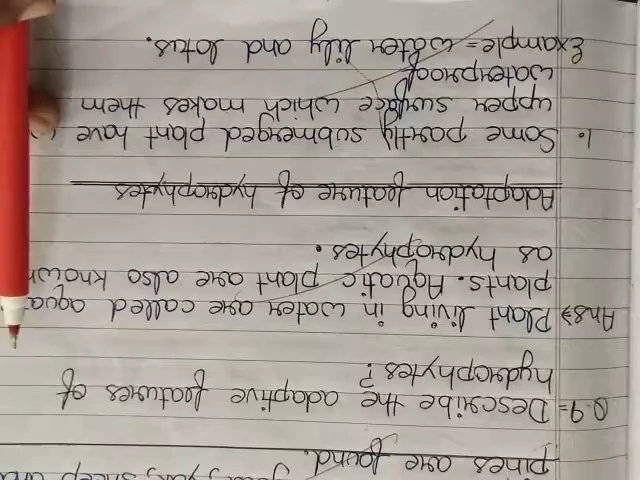 pines are found.
Q.9= Describe the adaptive features of
hydrophytes?
Ans→ Plant living in water are called
plants. Aquatic plant are also known
as hydrophytes.
Adaptation feature of hydrophytes
1. Some partly submerged plant have
upper surface which makes them
waterproof
Example= water lily and lotus.